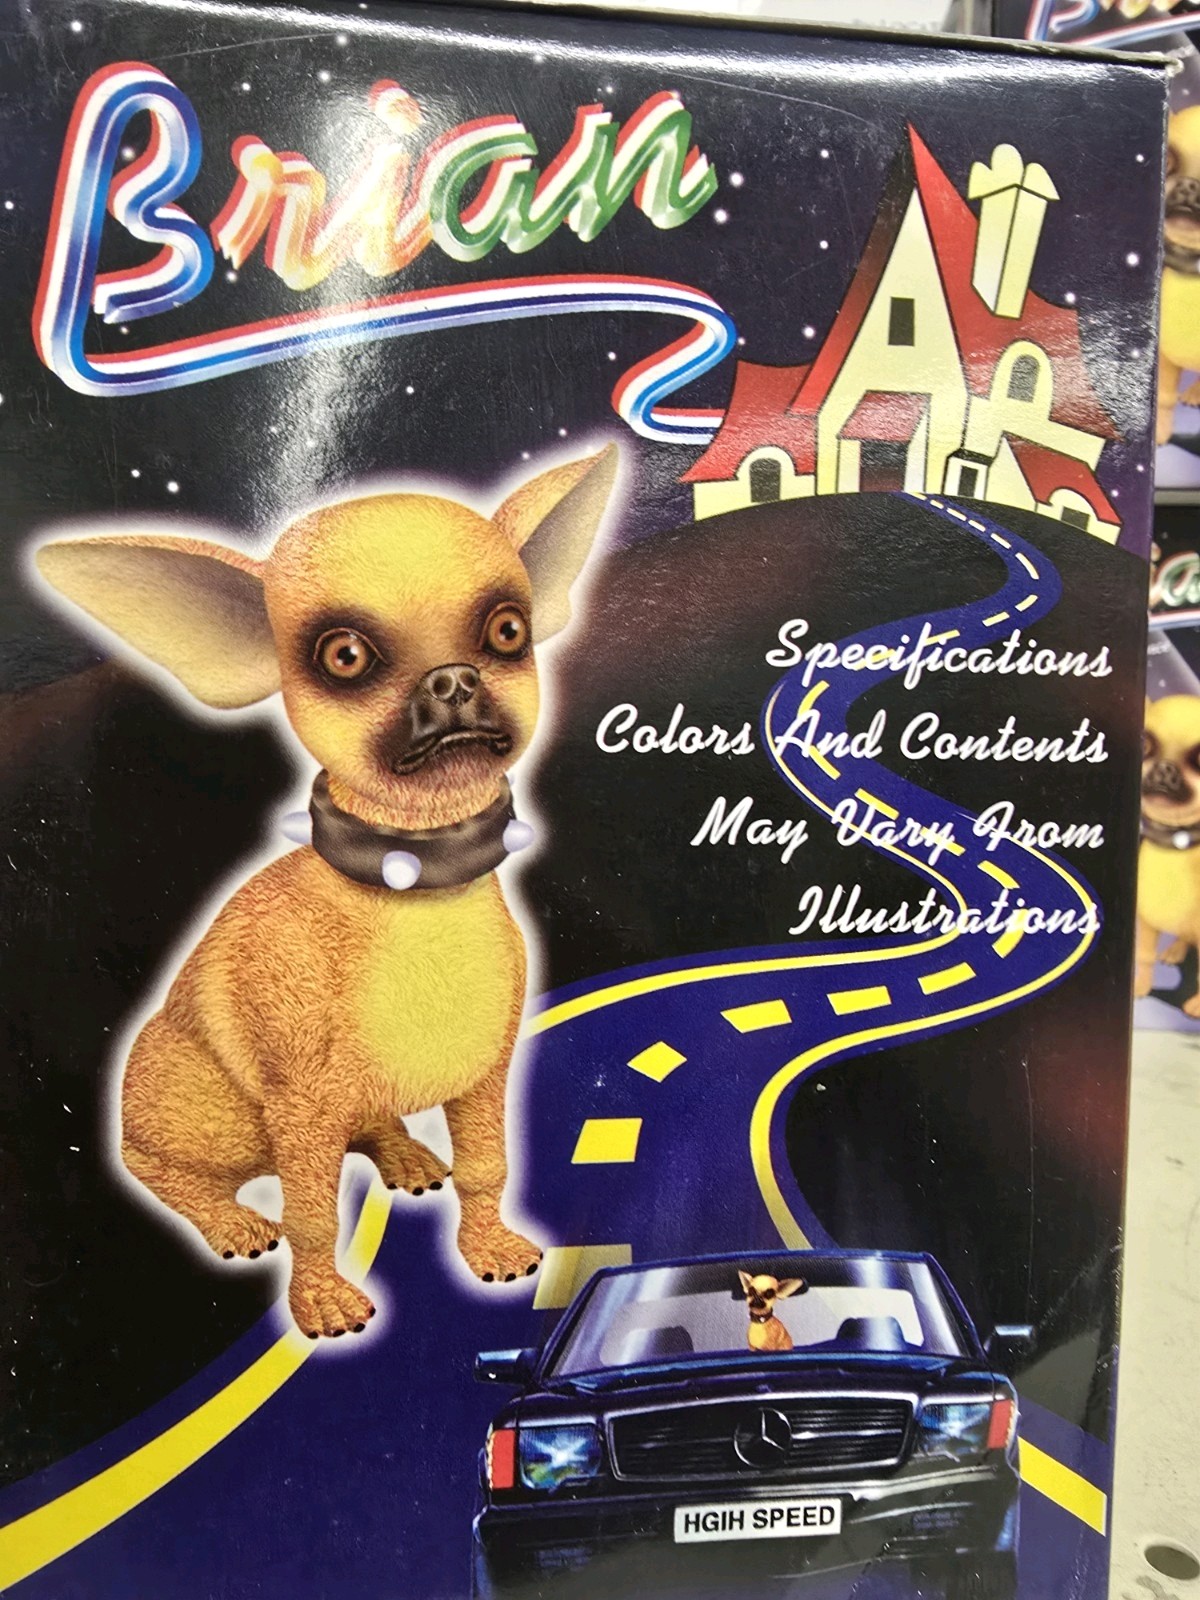 Brian
Specifications
Colors And Contents
May Vary From
Illustrations
HGIH SPEED